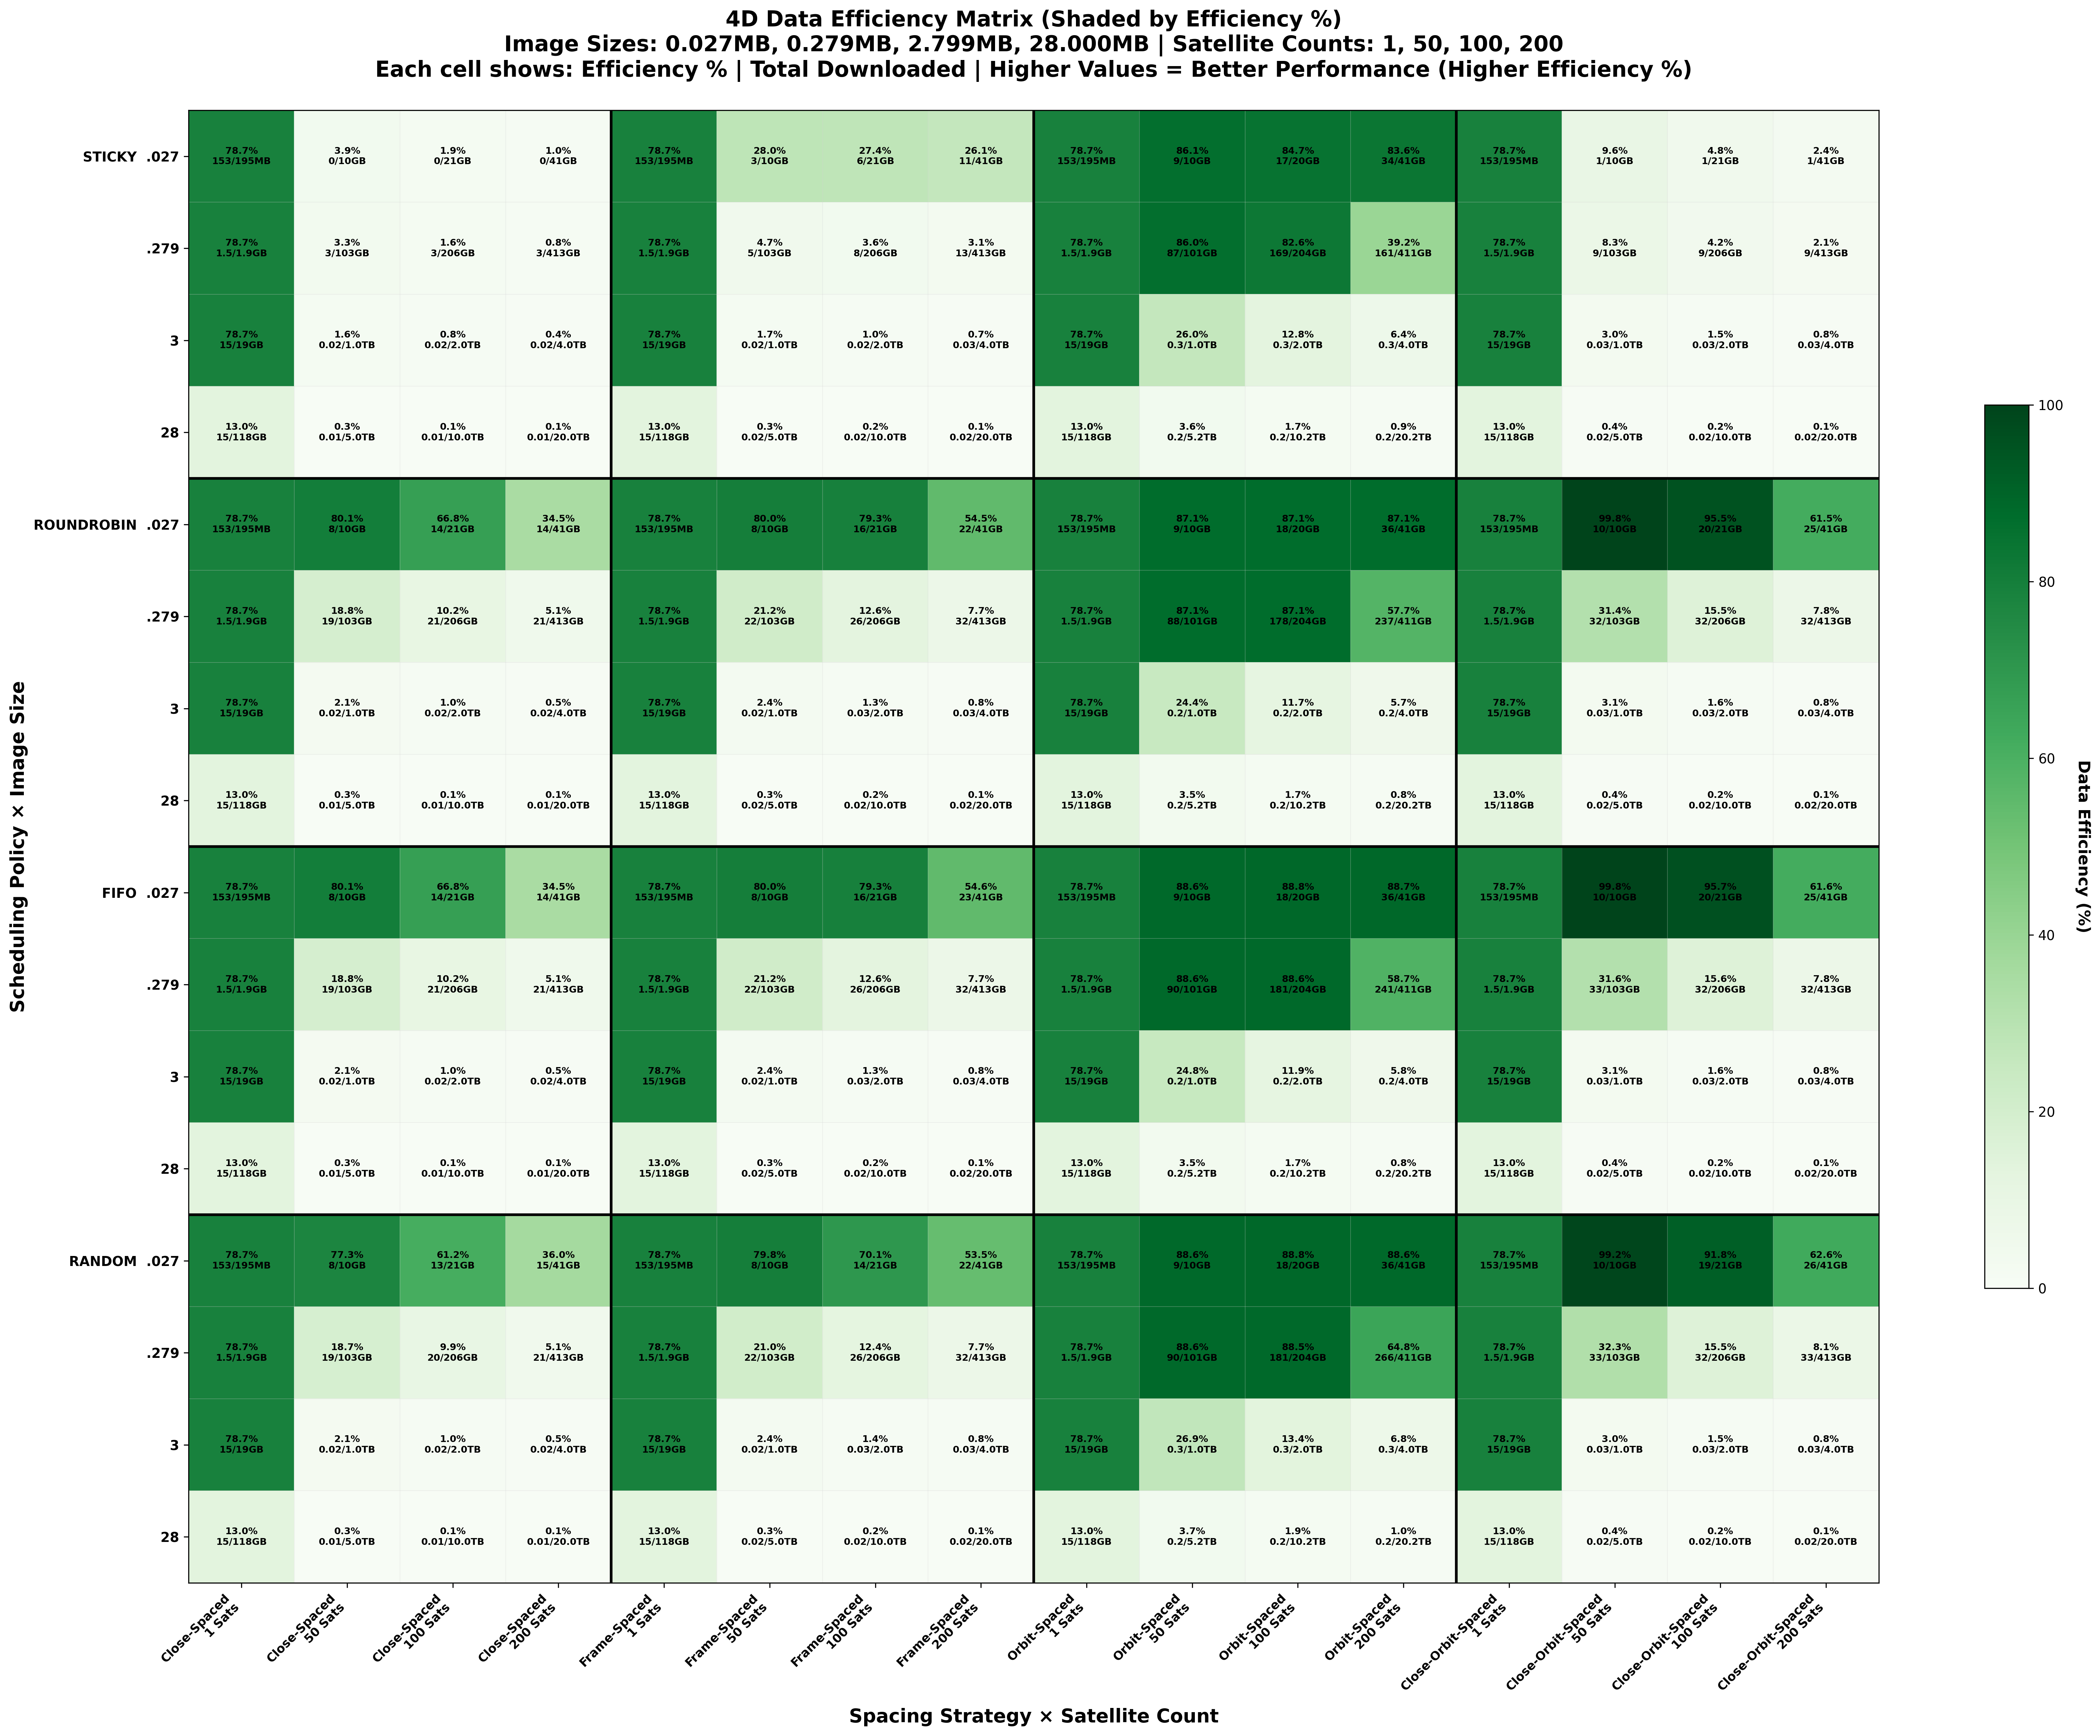 4D Data Efficiency Matrix (Shaded by Efficiency %)
Image Sizes: 0.027MB, 0.279MB, 2.799MB, 28.000MB | Satellite Counts: 1, 50, 100, 200
Each cell shows: Efficiency % | Total Downloaded | Higher Values = Better Performance (Higher Efficiency %)
STICKY .027
78.7% 3.9% 1.9% 1.0% 78.7% 28.0% 27.4% 26.1% 78.7% 86.1% 84.7% 83.6% 78.7% 9.6% 4.8% 2.4%
153/195MB 0/10GB 0/21GB 0/41GB 153/195MB 3/10GB 6/21GB 11/41GB 153/195MB 9/10GB 17/20GB 34/41GB 153/195MB 1/10GB 1/21GB 1/41GB
.279
78.7% 3.3% 1.6% 0.8% 78.7% 4.7% 3.6% 3.1% 78.7% 86.0% 82.6% 39.2% 78.7% 8.3% 4.2% 2.1%
1.5/1.9GB 3/103GB 3/206GB 3/413GB 1.5/1.9GB 5/103GB 8/206GB 13/413GB 1.5/1.9GB 87/101GB 169/204GB 161/411GB 1.5/1.9GB 9/103GB 9/206GB 9/413GB
3
78.7% 1.6% 0.8% 0.4% 78.7% 1.7% 1.0% 0.7% 78.7% 26.0% 12.8% 6.4% 78.7% 3.0% 1.5% 0.8%
15/19GB 0.02/1.0TB 0.02/2.0TB 0.02/4.0TB 15/19GB 0.02/1.0TB 0.02/2.0TB 0.03/4.0TB 15/19GB 0.3/1.0TB 0.3/2.0TB 0.3/4.0TB 15/19GB 0.03/1.0TB 0.03/2.0TB 0.03/4.0TB
28
13.0% 0.3% 0.1% 0.1% 13.0% 0.3% 0.2% 0.1% 13.0% 3.6% 1.7% 0.9% 13.0% 0.4% 0.2% 0.1%
15/118GB 0.01/5.0TB 0.01/10.0TB 0.01/20.0TB 15/118GB 0.02/5.0TB 0.02/10.0TB 0.02/20.0TB 15/118GB 0.2/5.2TB 0.2/10.2TB 0.2/20.2TB 15/118GB 0.02/5.0TB 0.02/10.0TB 0.02/20.0TB
ROUNDROBIN .027
78.7% 80.1% 66.8% 34.5% 78.7% 80.0% 79.3% 54.5% 78.7% 87.1% 87.1% 87.1% 78.7% 99.8% 95.5% 61.5%
153/195MB 8/10GB 14/21GB 14/41GB 153/195MB 8/10GB 16/21GB 22/41GB 153/195MB 9/10GB 18/20GB 36/41GB 153/195MB 10/10GB 20/21GB 25/41GB
.279
78.7% 18.8% 10.2% 5.1% 78.7% 21.2% 12.6% 7.7% 78.7% 87.1% 87.1% 57.7% 78.7% 31.4% 15.5% 7.8%
1.5/1.9GB 19/103GB 21/206GB 21/413GB 1.5/1.9GB 22/103GB 26/206GB 32/413GB 1.5/1.9GB 88/101GB 178/204GB 237/411GB 1.5/1.9GB 32/103GB 32/206GB 32/413GB
3
78.7% 2.1% 1.0% 0.5% 78.7% 2.4% 1.3% 0.8% 78.7% 24.4% 11.7% 5.7% 78.7% 3.1% 1.6% 0.8%
15/19GB 0.02/1.0TB 0.02/2.0TB 0.02/4.0TB 15/19GB 0.02/1.0TB 0.03/2.0TB 0.03/4.0TB 15/19GB 0.2/1.0TB 0.2/2.0TB 0.2/4.0TB 15/19GB 0.03/1.0TB 0.03/2.0TB 0.03/4.0TB
28
13.0% 0.3% 0.1% 0.1% 13.0% 0.3% 0.2% 0.1% 13.0% 3.5% 1.7% 0.8% 13.0% 0.4% 0.2% 0.1%
15/118GB 0.01/5.0TB 0.01/10.0TB 0.01/20.0TB 15/118GB 0.02/5.0TB 0.02/10.0TB 0.02/20.0TB 15/118GB 0.2/5.2TB 0.2/10.2TB 0.2/20.2TB 15/118GB 0.02/5.0TB 0.02/10.0TB 0.02/20.0TB
FIFO .027
78.7% 80.1% 66.8% 34.5% 78.7% 80.0% 79.3% 54.6% 78.7% 88.6% 88.8% 88.7% 78.7% 99.8% 95.7% 61.6%
153/195MB 8/10GB 14/21GB 14/41GB 153/195MB 8/10GB 16/21GB 23/41GB 153/195MB 9/10GB 18/20GB 36/41GB 153/195MB 10/10GB 20/21GB 25/41GB
.279
78.7% 18.8% 10.2% 5.1% 78.7% 21.2% 12.6% 7.7% 78.7% 88.6% 88.6% 58.7% 78.7% 31.6% 15.6% 7.8%
1.5/1.9GB 19/103GB 21/206GB 21/413GB 1.5/1.9GB 22/103GB 26/206GB 32/413GB 1.5/1.9GB 90/101GB 181/204GB 241/411GB 1.5/1.9GB 33/103GB 32/206GB 32/413GB
3
78.7% 2.1% 1.0% 0.5% 78.7% 2.4% 1.3% 0.8% 78.7% 24.8% 11.9% 5.8% 78.7% 3.1% 1.6% 0.8%
15/19GB 0.02/1.0TB 0.02/2.0TB 0.02/4.0TB 15/19GB 0.02/1.0TB 0.03/2.0TB 0.03/4.0TB 15/19GB 0.2/1.0TB 0.2/2.0TB 0.2/4.0TB 15/19GB 0.03/1.0TB 0.03/2.0TB 0.03/4.0TB
28
13.0% 0.3% 0.1% 0.1% 13.0% 0.3% 0.2% 0.1% 13.0% 3.5% 1.7% 0.8% 13.0% 0.4% 0.2% 0.1%
15/118GB 0.01/5.0TB 0.01/10.0TB 0.01/20.0TB 15/118GB 0.02/5.0TB 0.02/10.0TB 0.02/20.0TB 15/118GB 0.2/5.2TB 0.2/10.2TB 0.2/20.2TB 15/118GB 0.02/5.0TB 0.02/10.0TB 0.02/20.0TB
RANDOM .027
78.7% 77.3% 61.2% 36.0% 78.7% 79.8% 70.1% 53.5% 78.7% 88.6% 88.8% 88.6% 78.7% 99.2% 91.8% 62.6%
153/195MB 8/10GB 13/21GB 15/41GB 153/195MB 8/10GB 14/21GB 22/41GB 153/195MB 9/10GB 18/20GB 36/41GB 153/195MB 10/10GB 19/21GB 26/41GB
.279
78.7% 18.7% 9.9% 5.1% 78.7% 21.0% 12.4% 7.7% 78.7% 88.6% 88.5% 64.8% 78.7% 32.3% 15.5% 8.1%
1.5/1.9GB 19/103GB 20/206GB 21/413GB 1.5/1.9GB 22/103GB 26/206GB 32/413GB 1.5/1.9GB 90/101GB 181/204GB 266/411GB 1.5/1.9GB 33/103GB 32/206GB 33/413GB
3
78.7% 2.1% 1.0% 0.5% 78.7% 2.4% 1.4% 0.8% 78.7% 26.9% 13.4% 6.8% 78.7% 3.0% 1.5% 0.8%
15/19GB 0.02/1.0TB 0.02/2.0TB 0.02/4.0TB 15/19GB 0.02/1.0TB 0.03/2.0TB 0.03/4.0TB 15/19GB 0.3/1.0TB 0.3/2.0TB 0.3/4.0TB 15/19GB 0.03/1.0TB 0.03/2.0TB 0.03/4.0TB
28
13.0% 0.3% 0.1% 0.1% 13.0% 0.3% 0.2% 0.1% 13.0% 3.7% 1.9% 1.0% 13.0% 0.4% 0.2% 0.1%
15/118GB 0.01/5.0TB 0.01/10.0TB 0.01/20.0TB 15/118GB 0.02/5.0TB 0.02/10.0TB 0.02/20.0TB 15/118GB 0.2/5.2TB 0.2/10.2TB 0.2/20.2TB 15/118GB 0.02/5.0TB 0.02/10.0TB 0.02/20.0TB
Close-Spaced
1 Sats
Close-Spaced
50 Sats
Close-Spaced
100 Sats
Close-Spaced
200 Sats
Frame-Spaced
1 Sats
Frame-Spaced
50 Sats
Frame-Spaced
100 Sats
Frame-Spaced
200 Sats
Orbit-Spaced
1 Sats
Orbit-Spaced
50 Sats
Orbit-Spaced
100 Sats
Orbit-Spaced
200 Sats
Close-Orbit-Spaced
1 Sats
Close-Orbit-Spaced
50 Sats
Close-Orbit-Spaced
100 Sats
Close-Orbit-Spaced
200 Sats
Spacing Strategy × Satellite Count
Scheduling Policy × Image Size
100
80
60
40
20
0
Data Efficiency (%)